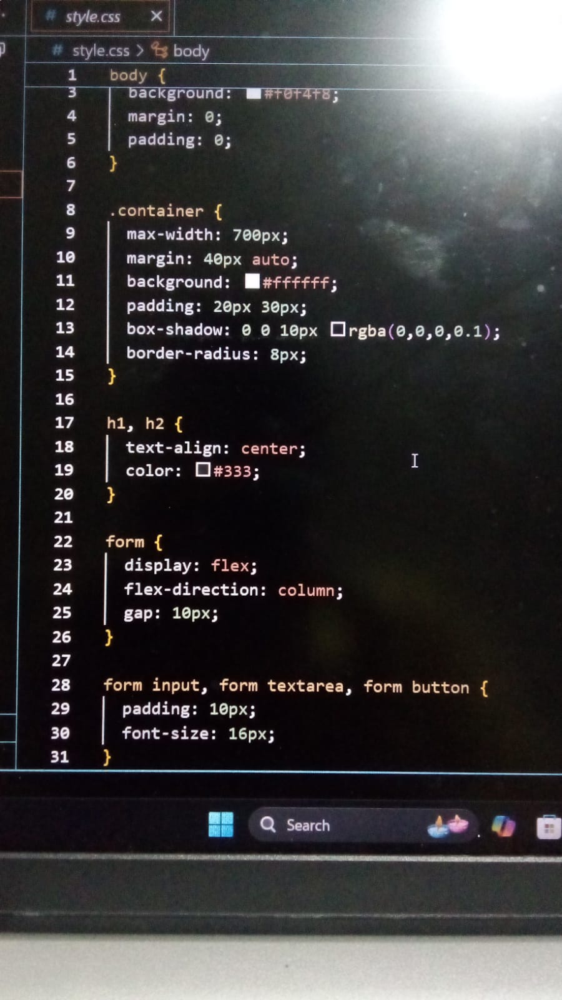 # style.css ×
# style.css > body
1 body {
3 background: #f0f4f8;
4 margin: 0;
5 padding: 0;
6 }
7
8 .container {
9 max-width: 700px;
10 margin: 40px auto;
11 background: #ffffff;
12 padding: 20px 30px;
13 box-shadow: 0 0 10px rgba(0,0,0,0.1);
14 border-radius: 8px;
15 }
16
17 h1, h2 {
18 text-align: center;
19 color: #333;
20 }
21
22 form {
23 display: flex;
24 flex-direction: column;
25 gap: 10px;
26 }
27
28 form input, form textarea, form button {
29 padding: 10px;
30 font-size: 16px;
31 }
Search